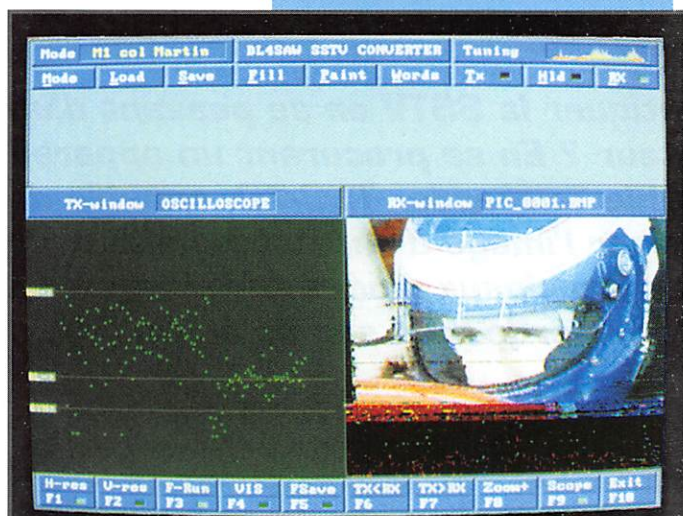 Mode M1 col Martin DL4SAW SSTV CONVERTER Tuning
Mode Load Save Fill Paint Words Tx Hld RX
TX-window OSCILLOSCOPE RX-window PIC_0001.BMP
H-res V-res F-Run VIS FSave TX<RX TX>RX Zoom+ Scope Exit
F1 F2 F3 F4 F5 F6 F7 F8 F9 F10